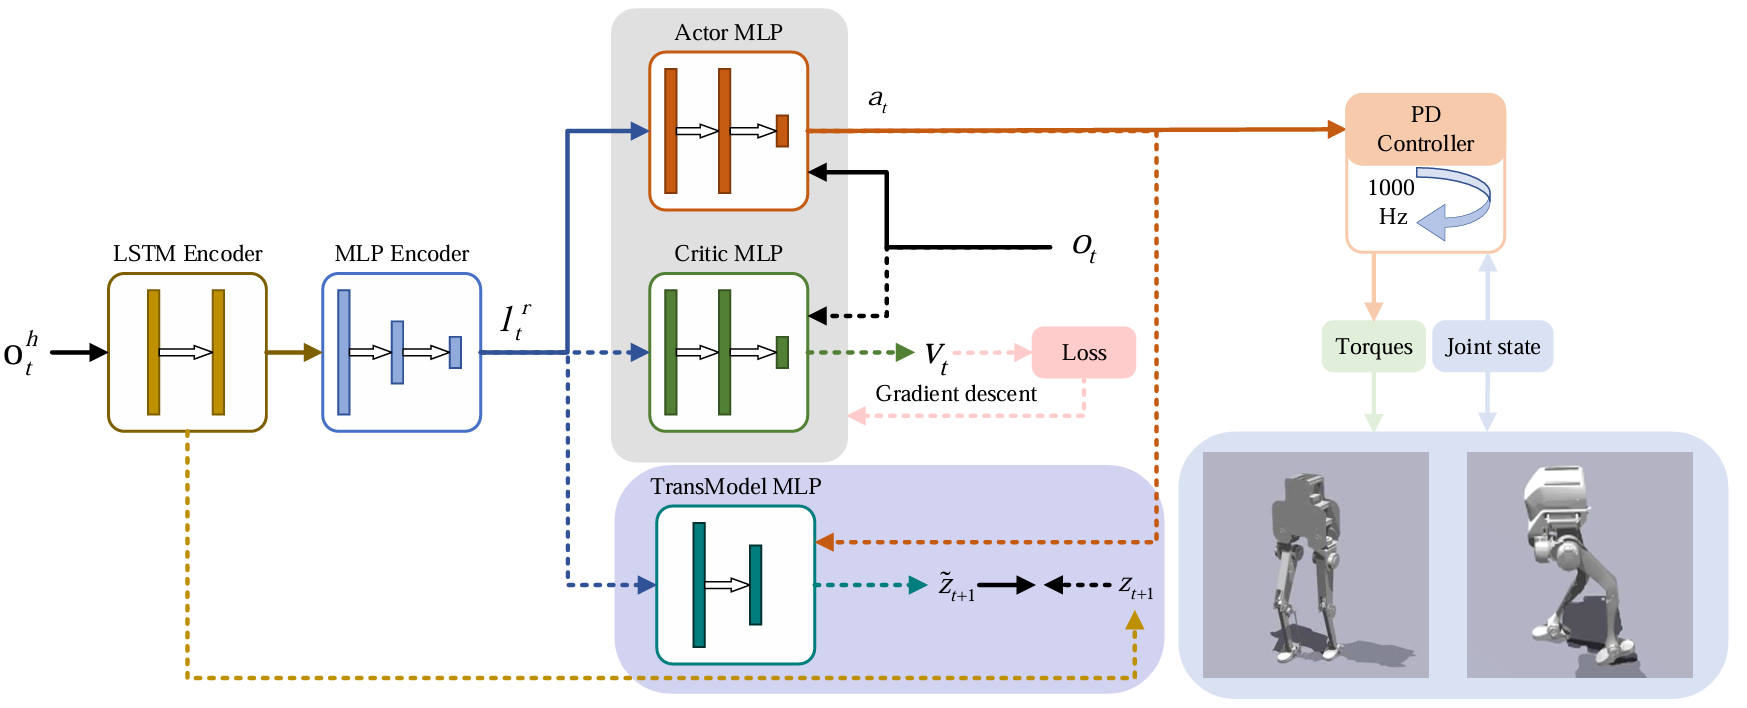 Actor MLP
a_t
PD
Controller
1000
Hz
LSTM Encoder
MLP Encoder
Critic MLP
o_t
o_t^h
l_t^r
V_t
Loss
Gradient descent
Torques
Joint state
TransModel MLP
z̃_{t+1}
z_{t+1}